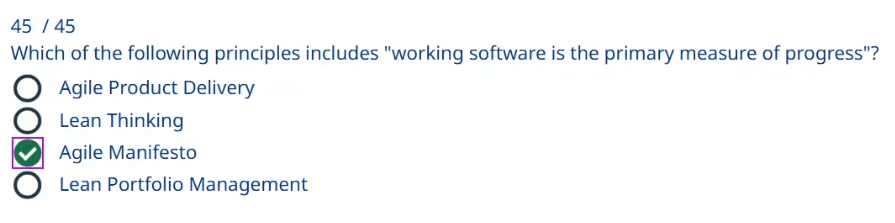 45 / 45
Which of the following principles includes "working software is the primary measure of progress"?
Agile Product Delivery
Lean Thinking
Agile Manifesto
Lean Portfolio Management